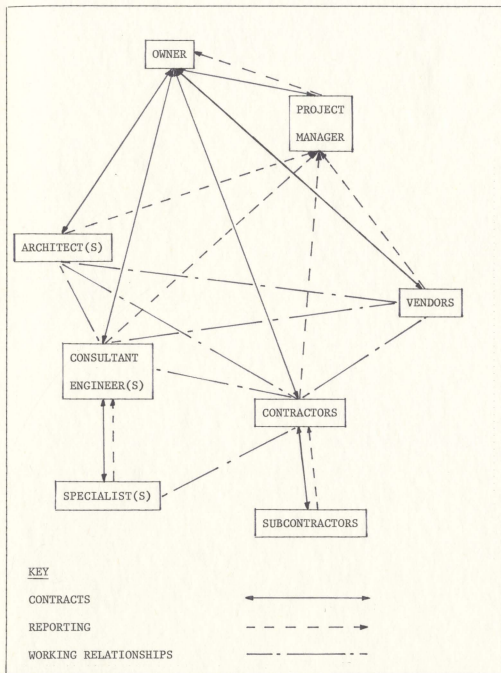 OWNER
PROJECT
MANAGER
ARCHITECT(S)
VENDORS
CONSULTANT
ENGINEER(S)
CONTRACTORS
SPECIALIST(S)
SUBCONTRACTORS
KEY
CONTRACTS
REPORTING
WORKING RELATIONSHIPS